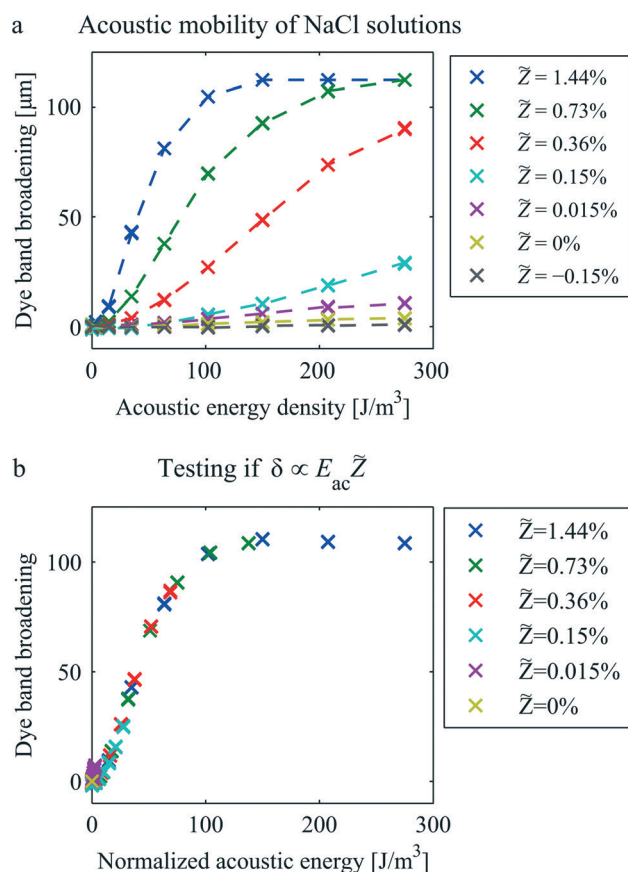 a Acoustic mobility of NaCl solutions
Dye band broadening [µm]
100
50
0
0 100 200 300
Acoustic energy density [J/m³]
Z̃ = 1.44%
Z̃ = 0.73%
Z̃ = 0.36%
Z̃ = 0.15%
Z̃ = 0.015%
Z̃ = 0%
Z̃ = −0.15%
b Testing if δ ∝ E_ac Z̃
Dye band broadening
100
50
0
0 100 200 300
Normalized acoustic energy [J/m³]
Z̃=1.44%
Z̃=0.73%
Z̃=0.36%
Z̃=0.15%
Z̃=0.015%
Z̃=0%